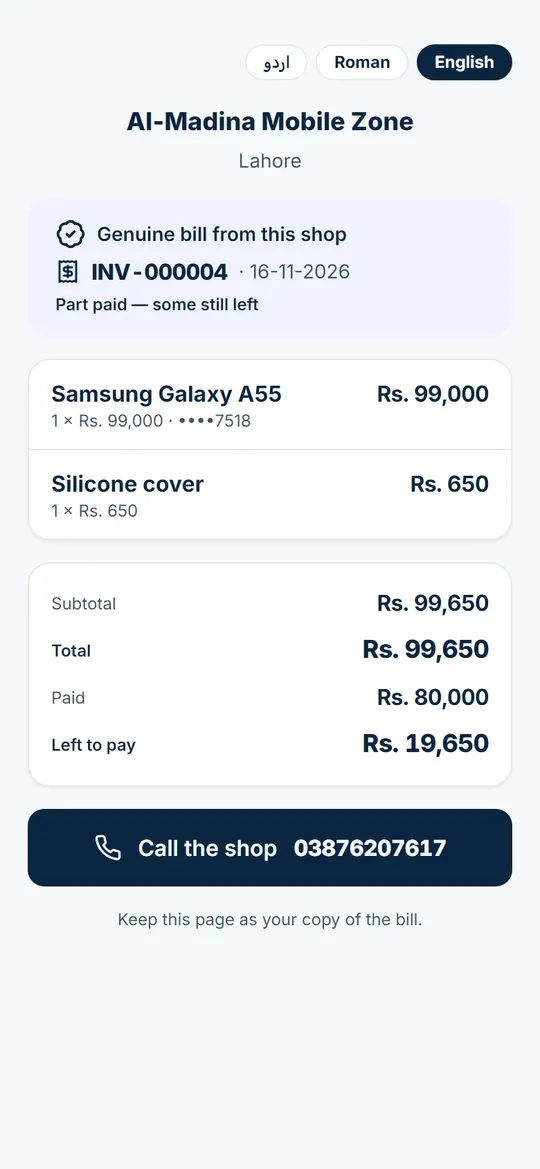 اردو
Roman
English
Al-Madina Mobile Zone
Lahore
Genuine bill from this shop
INV-000004 · 16-11-2026
Part paid — some still left
Samsung Galaxy A55 Rs. 99,000
1 × Rs. 99,000 · ••••7518
Silicone cover Rs. 650
1 × Rs. 650
Subtotal Rs. 99,650
Total Rs. 99,650
Paid Rs. 80,000
Left to pay Rs. 19,650
Call the shop 03876207617
Keep this page as your copy of the bill.